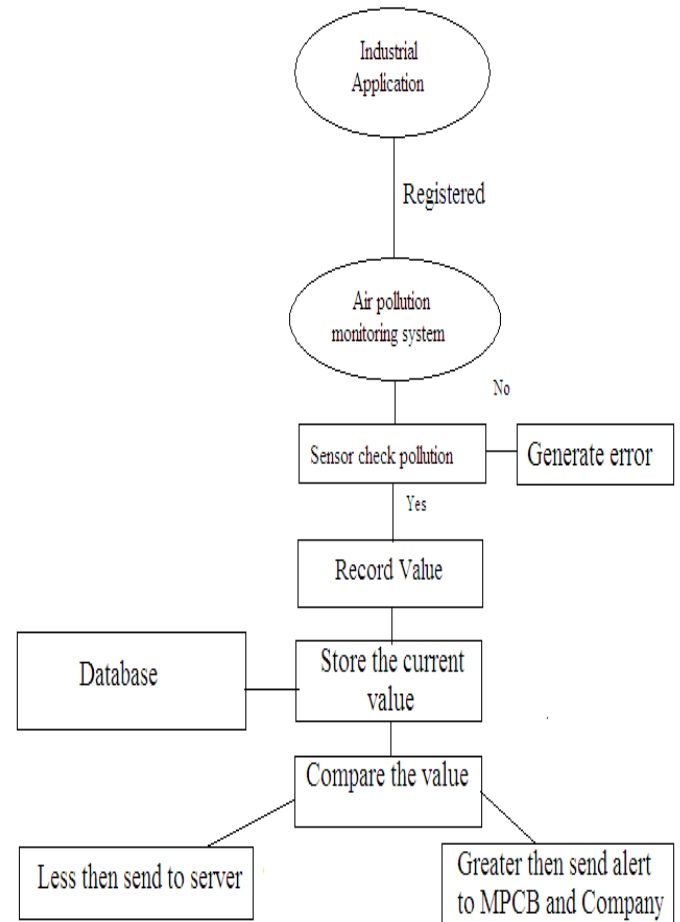 Industrial
Application
Registered
Air pollution
monitoring system
No
Sensor check pollution
Generate error
Yes
Record Value
Database
Store the current
value
Compare the value
Less then send to server
Greater then send alert
to MPCB and Company